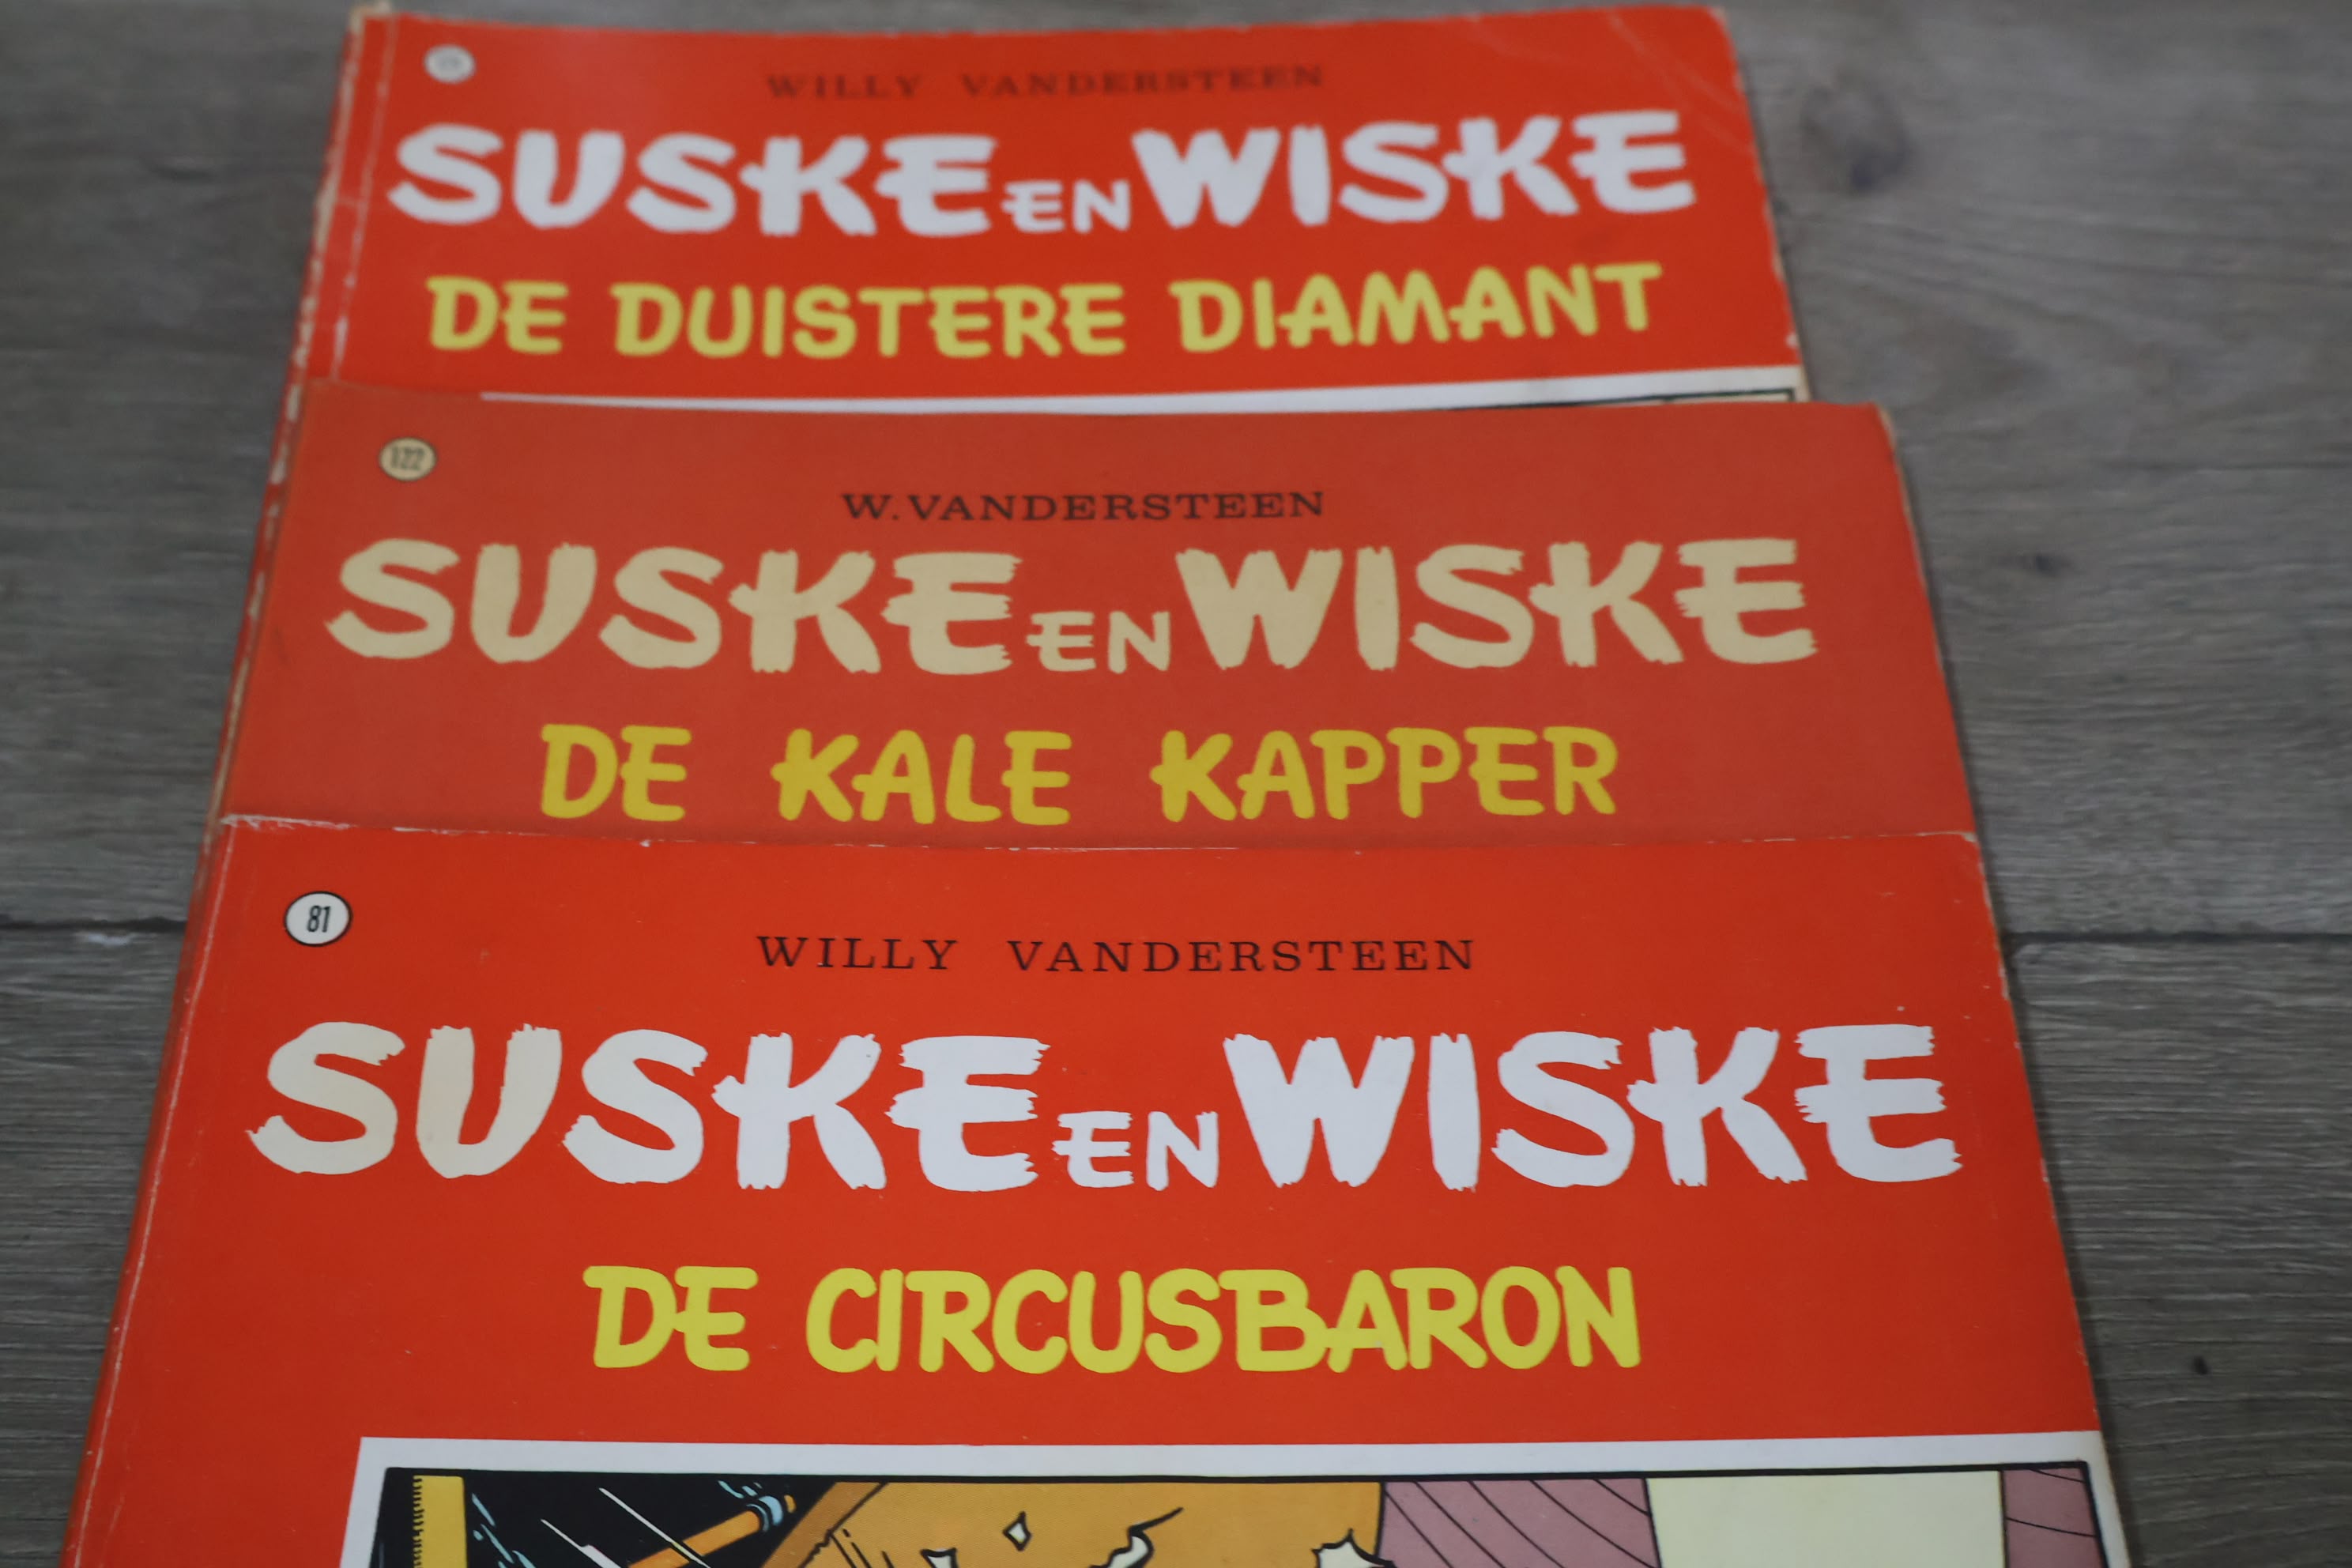 WILLY VANDERSTEEN
SUSKE EN WISKE
DE DUISTERE DIAMANT
122
W. VANDERSTEEN
SUSKE EN WISKE
DE KALE KAPPER
81
WILLY VANDERSTEEN
SUSKE EN WISKE
DE CIRCUSBARON